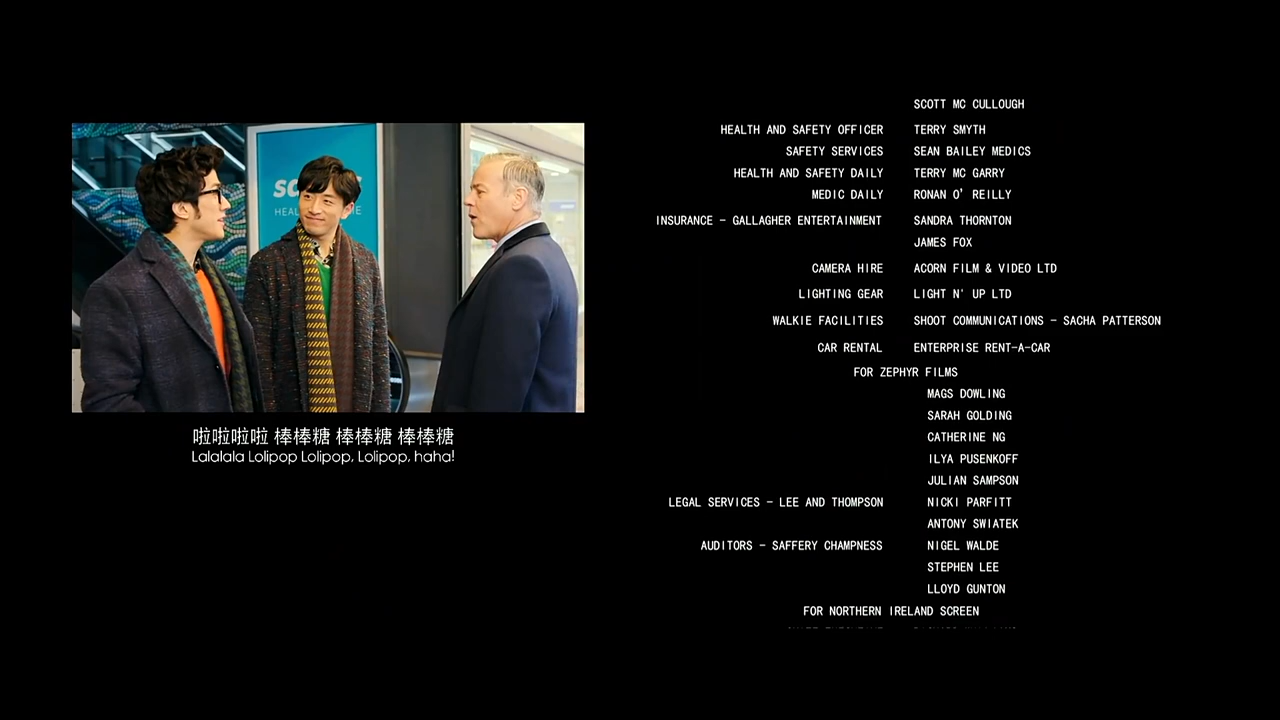 HEAL
啦啦啦啦 棒棒糖 棒棒糖 棒棒糖
Lalalala Lolipop Lolipop, Lolipop, haha!
SCOTT MC CULLOUGH
HEALTH AND SAFETY OFFICER TERRY SMYTH
SAFETY SERVICES SEAN BAILEY MEDICS
HEALTH AND SAFETY DAILY TERRY MC GARRY
MEDIC DAILY RONAN O' REILLY
INSURANCE - GALLAGHER ENTERTAINMENT SANDRA THORNTON
JAMES FOX
CAMERA HIRE ACORN FILM & VIDEO LTD
LIGHTING GEAR LIGHT N' UP LTD
WALKIE FACILITIES SHOOT COMMUNICATIONS - SACHA PATTERSON
CAR RENTAL ENTERPRISE RENT-A-CAR
FOR ZEPHYR FILMS
MAGS DOWLING
SARAH GOLDING
CATHERINE NG
ILYA PUSENKOFF
JULIAN SAMPSON
LEGAL SERVICES - LEE AND THOMPSON NICKI PARFITT
ANTONY SWIATEK
AUDITORS - SAFFERY CHAMPNESS NIGEL WALDE
STEPHEN LEE
LLOYD GUNTON
FOR NORTHERN IRELAND SCREEN